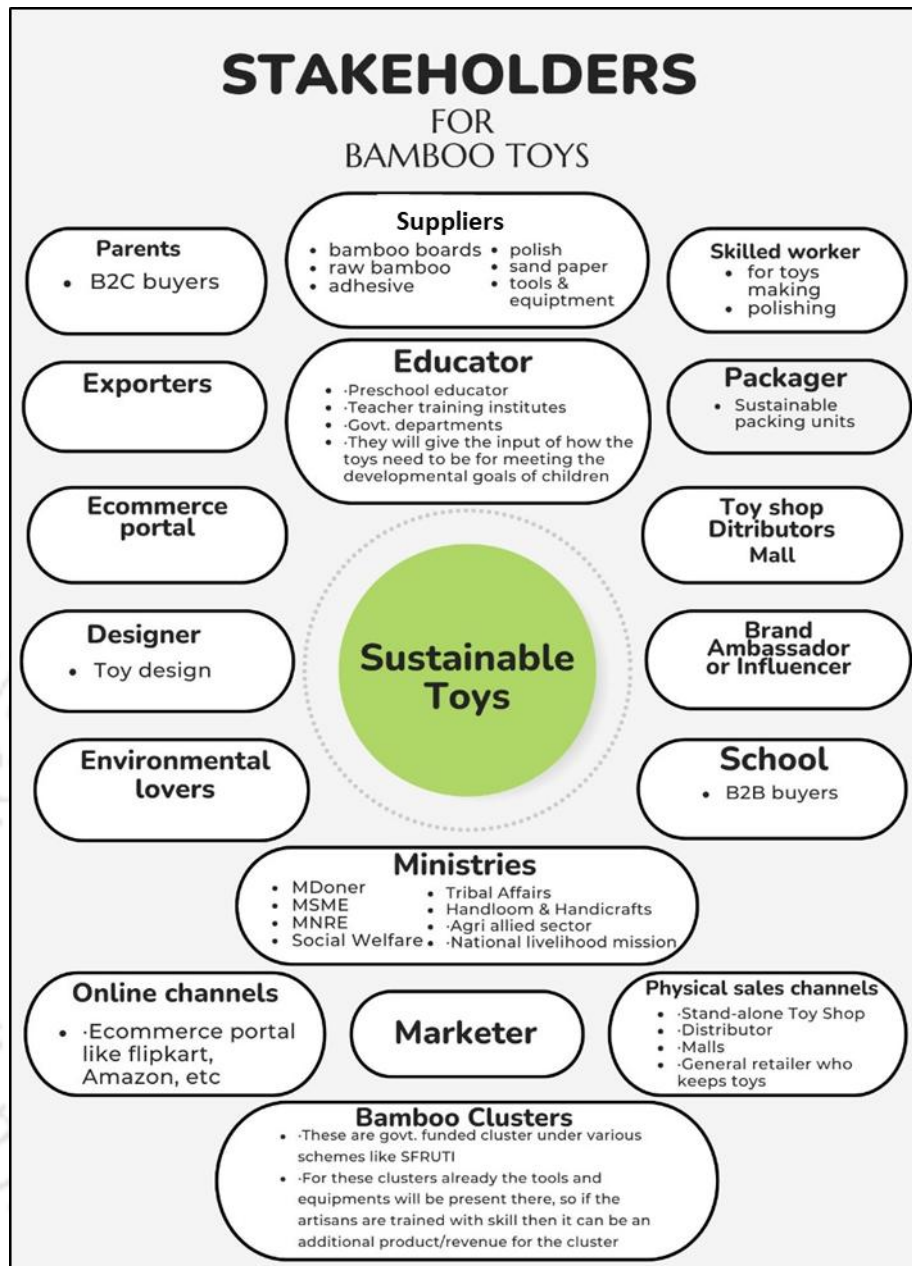 STAKEHOLDERS
FOR
BAMBOO TOYS
Parents
• B2C buyers
Suppliers
• bamboo boards
• raw bamboo
• adhesive
• polish
• sand paper
• tools &
equiptment
Skilled worker
• for toys
making
• polishing
Exporters
Educator
• ·Preschool educator
• ·Teacher training institutes
• ·Govt. departments
• ·They will give the input of how the
toys need to be for meeting the
developmental goals of children
Packager
• Sustainable
packing units
Ecommerce
portal
Toy shop
Ditributors
Mall
Designer
• Toy design
Sustainable
Toys
Brand
Ambassador
or Influencer
Environmental
lovers
School
• B2B buyers
Ministries
• MDoner
• MSME
• MNRE
• Social Welfare
• Tribal Affairs
• Handloom & Handicrafts
• ·Agri allied sector
• ·National livelihood mission
Online channels
• ·Ecommerce portal
like flipkart,
Amazon, etc
Marketer
Physical sales channels
• ·Stand-alone Toy Shop
• ·Distributor
• ·Malls
• ·General retailer who
keeps toys
Bamboo Clusters
• ·These are govt. funded cluster under various
schemes like SFRUTI
• ·For these clusters already the tools and
equipments will be present there, so if the
artisans are trained with skill then it can be an
additional product/revenue for the cluster